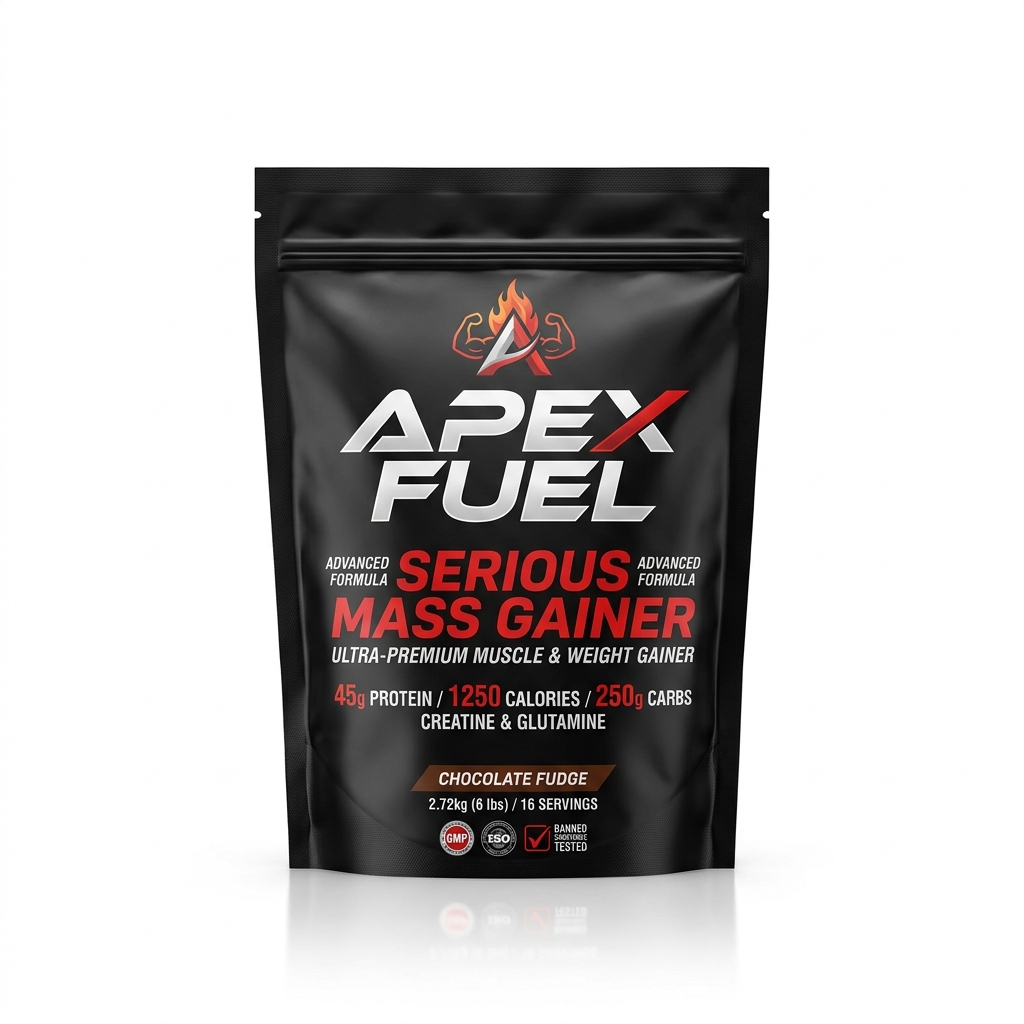 APEX
FUEL
ADVANCED FORMULA SERIOUS ADVANCED FORMULA
MASS GAINER
ULTRA-PREMIUM MUSCLE & WEIGHT GAINER
45g PROTEIN / 1250 CALORIES / 250g CARBS
CREATINE & GLUTAMINE
CHOCOLATE FUDGE
2.72kg (6 lbs) / 16 SERVINGS
GMP
ESO
BANNED
TESTED